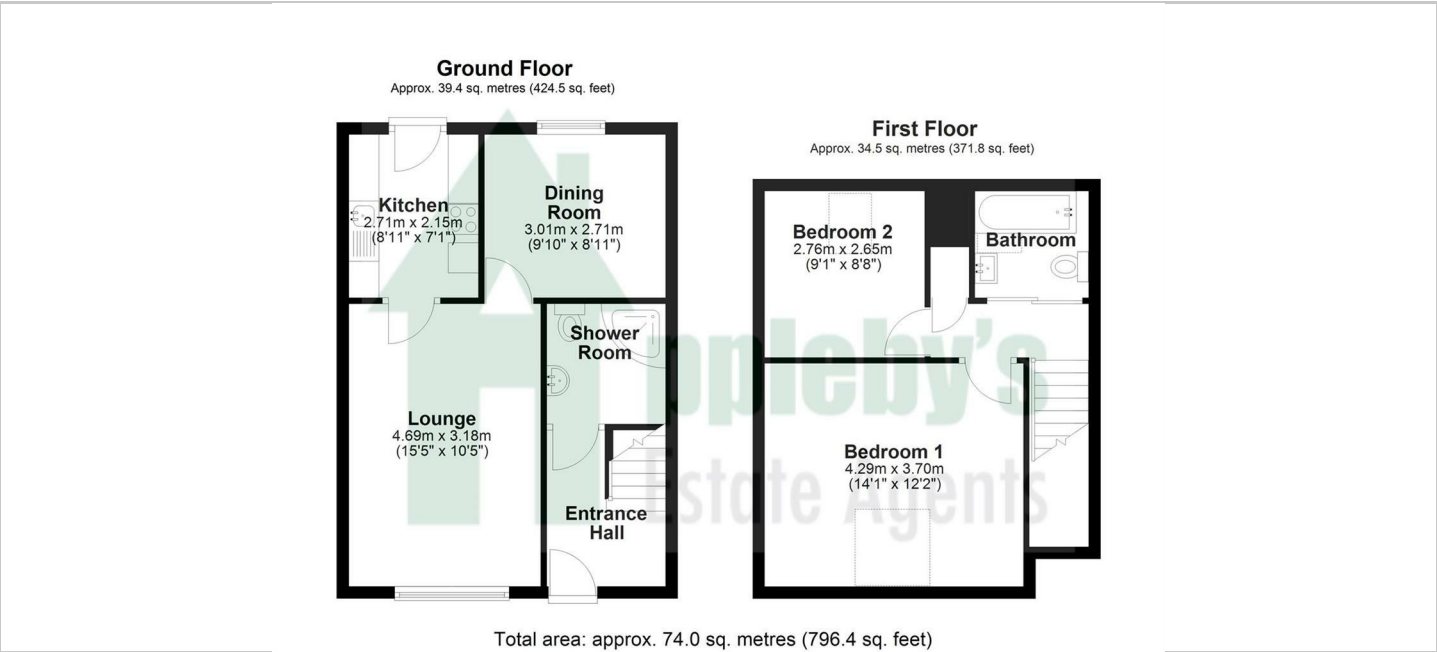 Ground Floor
Approx. 39.4 sq. metres (424.5 sq. feet)
Kitchen
2.71m x 2.15m
(8'11" x 7'1")
Dining
Room
3.01m x 2.71m
(9'10" x 8'11")
Shower
Room
Lounge
4.69m x 3.18m
(15'5" x 10'5")
Entrance
Hall
First Floor
Approx. 34.5 sq. metres (371.8 sq. feet)
Bedroom 2
2.76m x 2.65m
(9'1" x 8'8")
Bathroom
Bedroom 1
4.29m x 3.70m
(14'1" x 12'2")
Appleby's
Estate Agents
Total area: approx. 74.0 sq. metres (796.4 sq. feet)